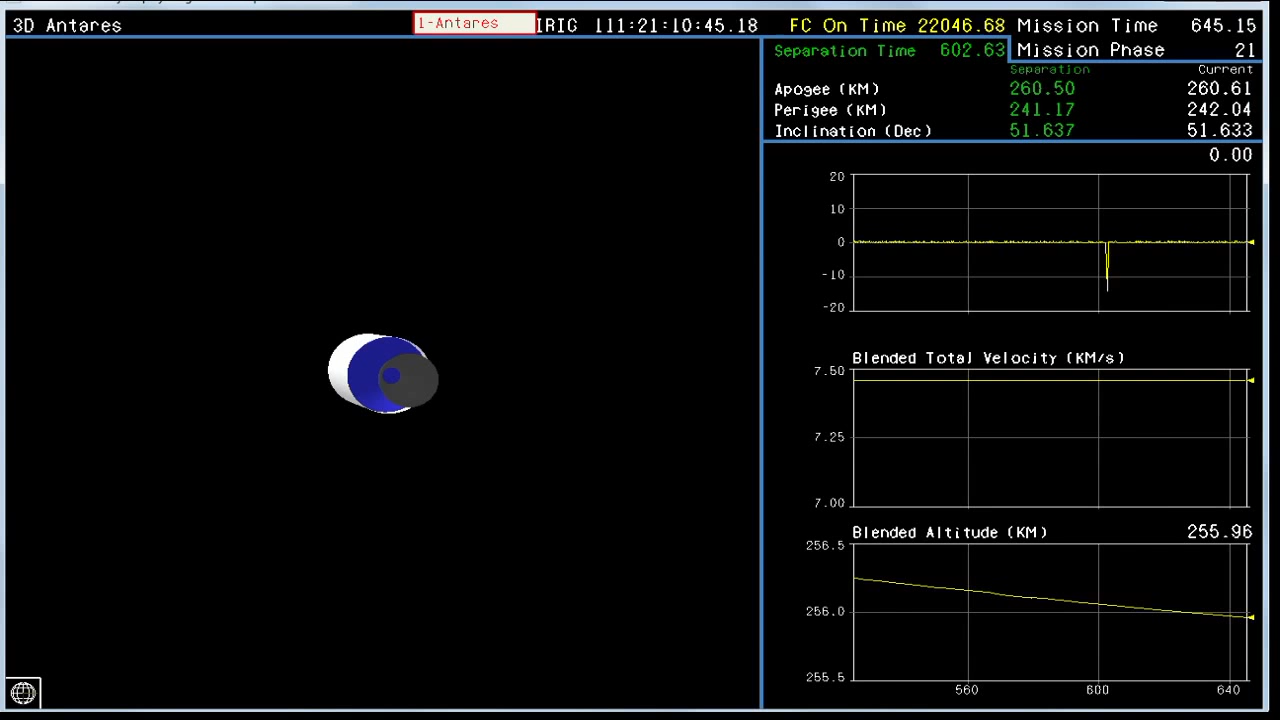 3D Antares
1-Antares
IRIG 111:21:10:45.18
FC On Time 22046.68
Mission Time 645.15
Separation Time 602.63
Mission Phase 21
Separation Current
Apogee (KM) 260.50 260.61
Perigee (KM) 241.17 242.04
Inclination (Dec) 51.637 51.633
0.00
20
10
0
-10
-20
Blended Total Velocity (KM/s)
7.50
7.25
7.00
Blended Altitude (KM) 255.96
256.5
256.0
255.5
560 600 640